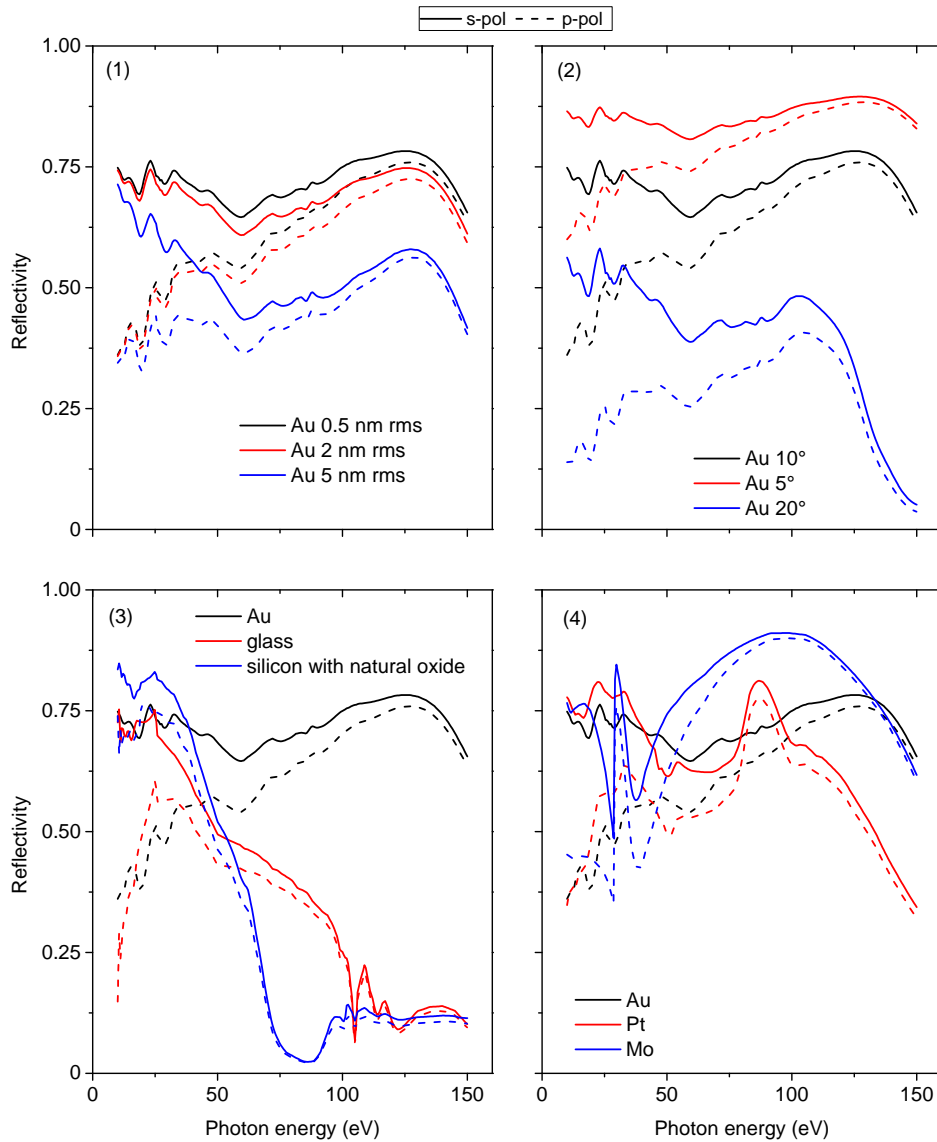 s-pol p-pol
(1)
1.00
0.75
0.50
0.25
0
Reflectivity
Au 0.5 nm rms
Au 2 nm rms
Au 5 nm rms
(2)
Au 10°
Au 5°
Au 20°
(3)
1.00
0.75
0.50
0.25
0
Reflectivity
Au
glass
silicon with natural oxide
0 50 100 150
Photon energy (eV)
(4)
Au
Pt
Mo
0 50 100 150
Photon energy (eV)